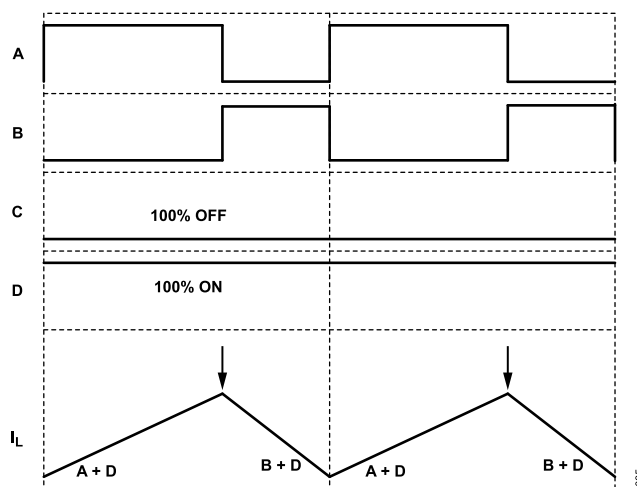 A
B
C
100% OFF
D
100% ON
IL
A + D
B + D
A + D
B + D